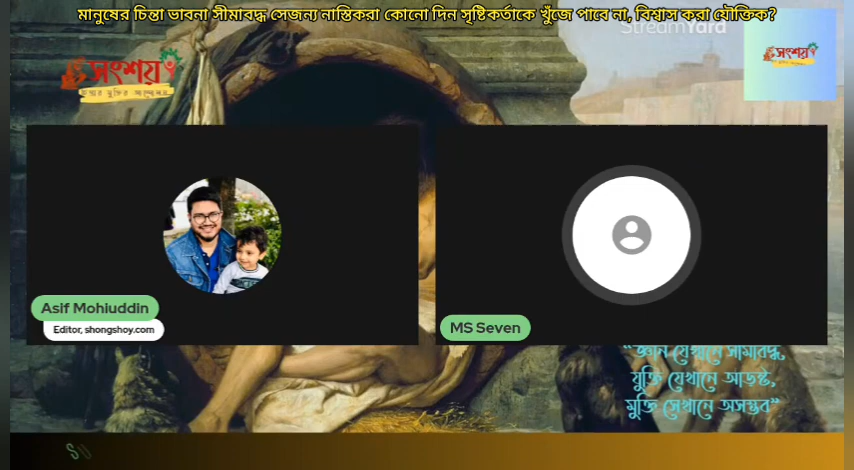 মানুষের চিন্তা ভাবনা সীমাবদ্ধ সেজন্য নাস্তিকরা কোনো দিন সৃষ্টিকর্তাকে খুঁজে পাবে না, বিশ্বাস করা যৌক্তিক?
StreamYard
সংশয়
সংশয়
Asif Mohiuddin
Editor, shongshoy.com
MS Seven
“জ্ঞান যেখানে সীমাবদ্ধ,
যুক্তি যেখানে আড়ষ্ট,
মুক্তি সেখানে অসম্ভব”